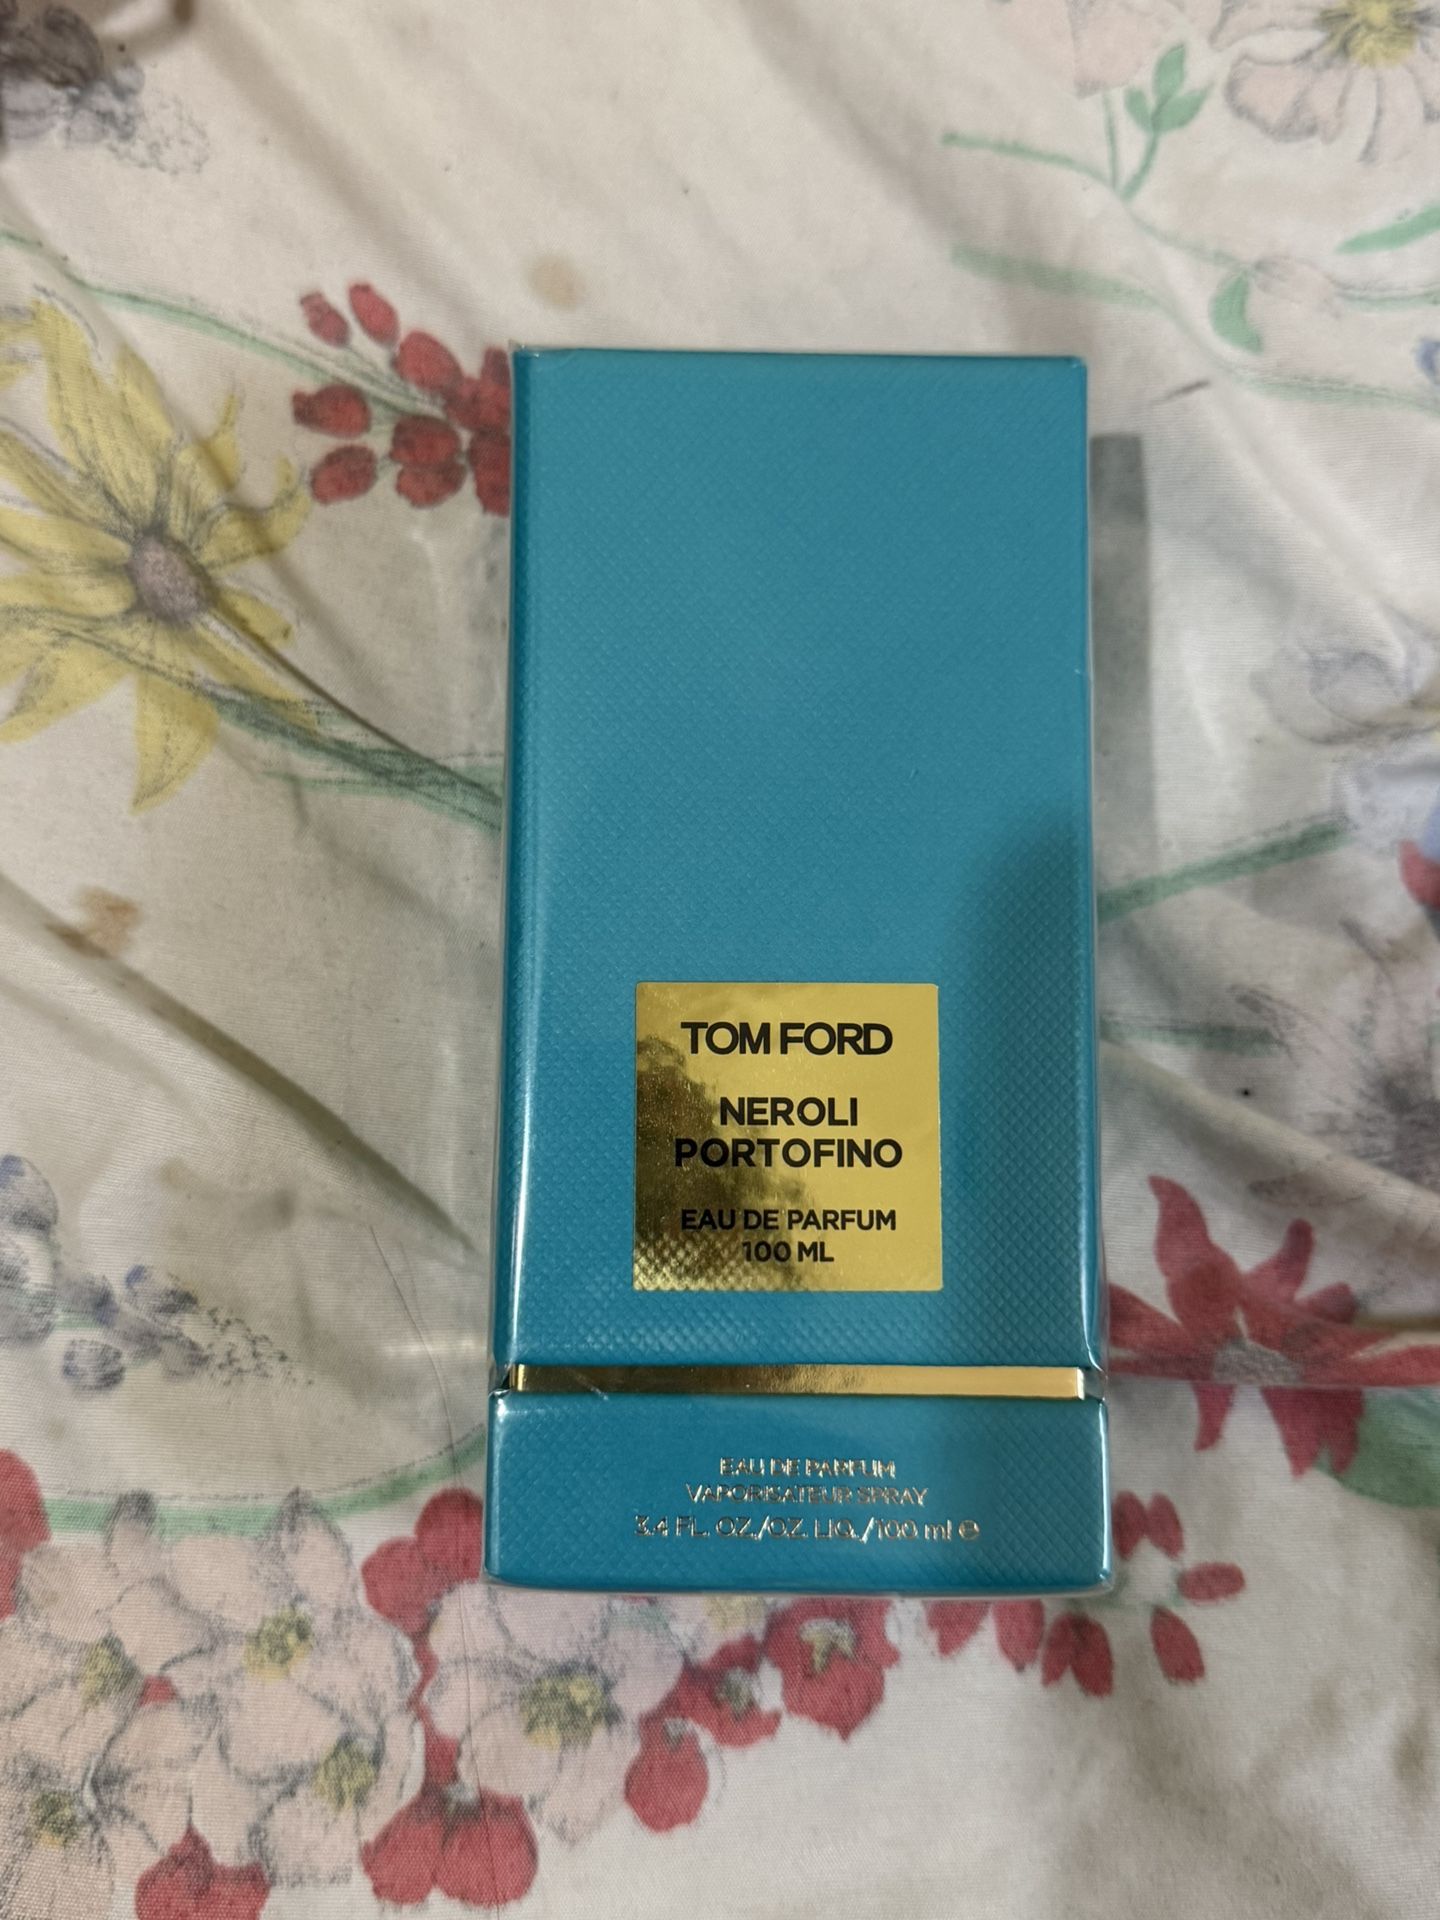 TOM FORD
NEROLI
PORTOFINO
EAU DE PARFUM
100 ML
EAU DE PARFUM
VAPORISATEUR SPRAY
3.4 FL. OZ./OZ. LIQ./100 ml ℮